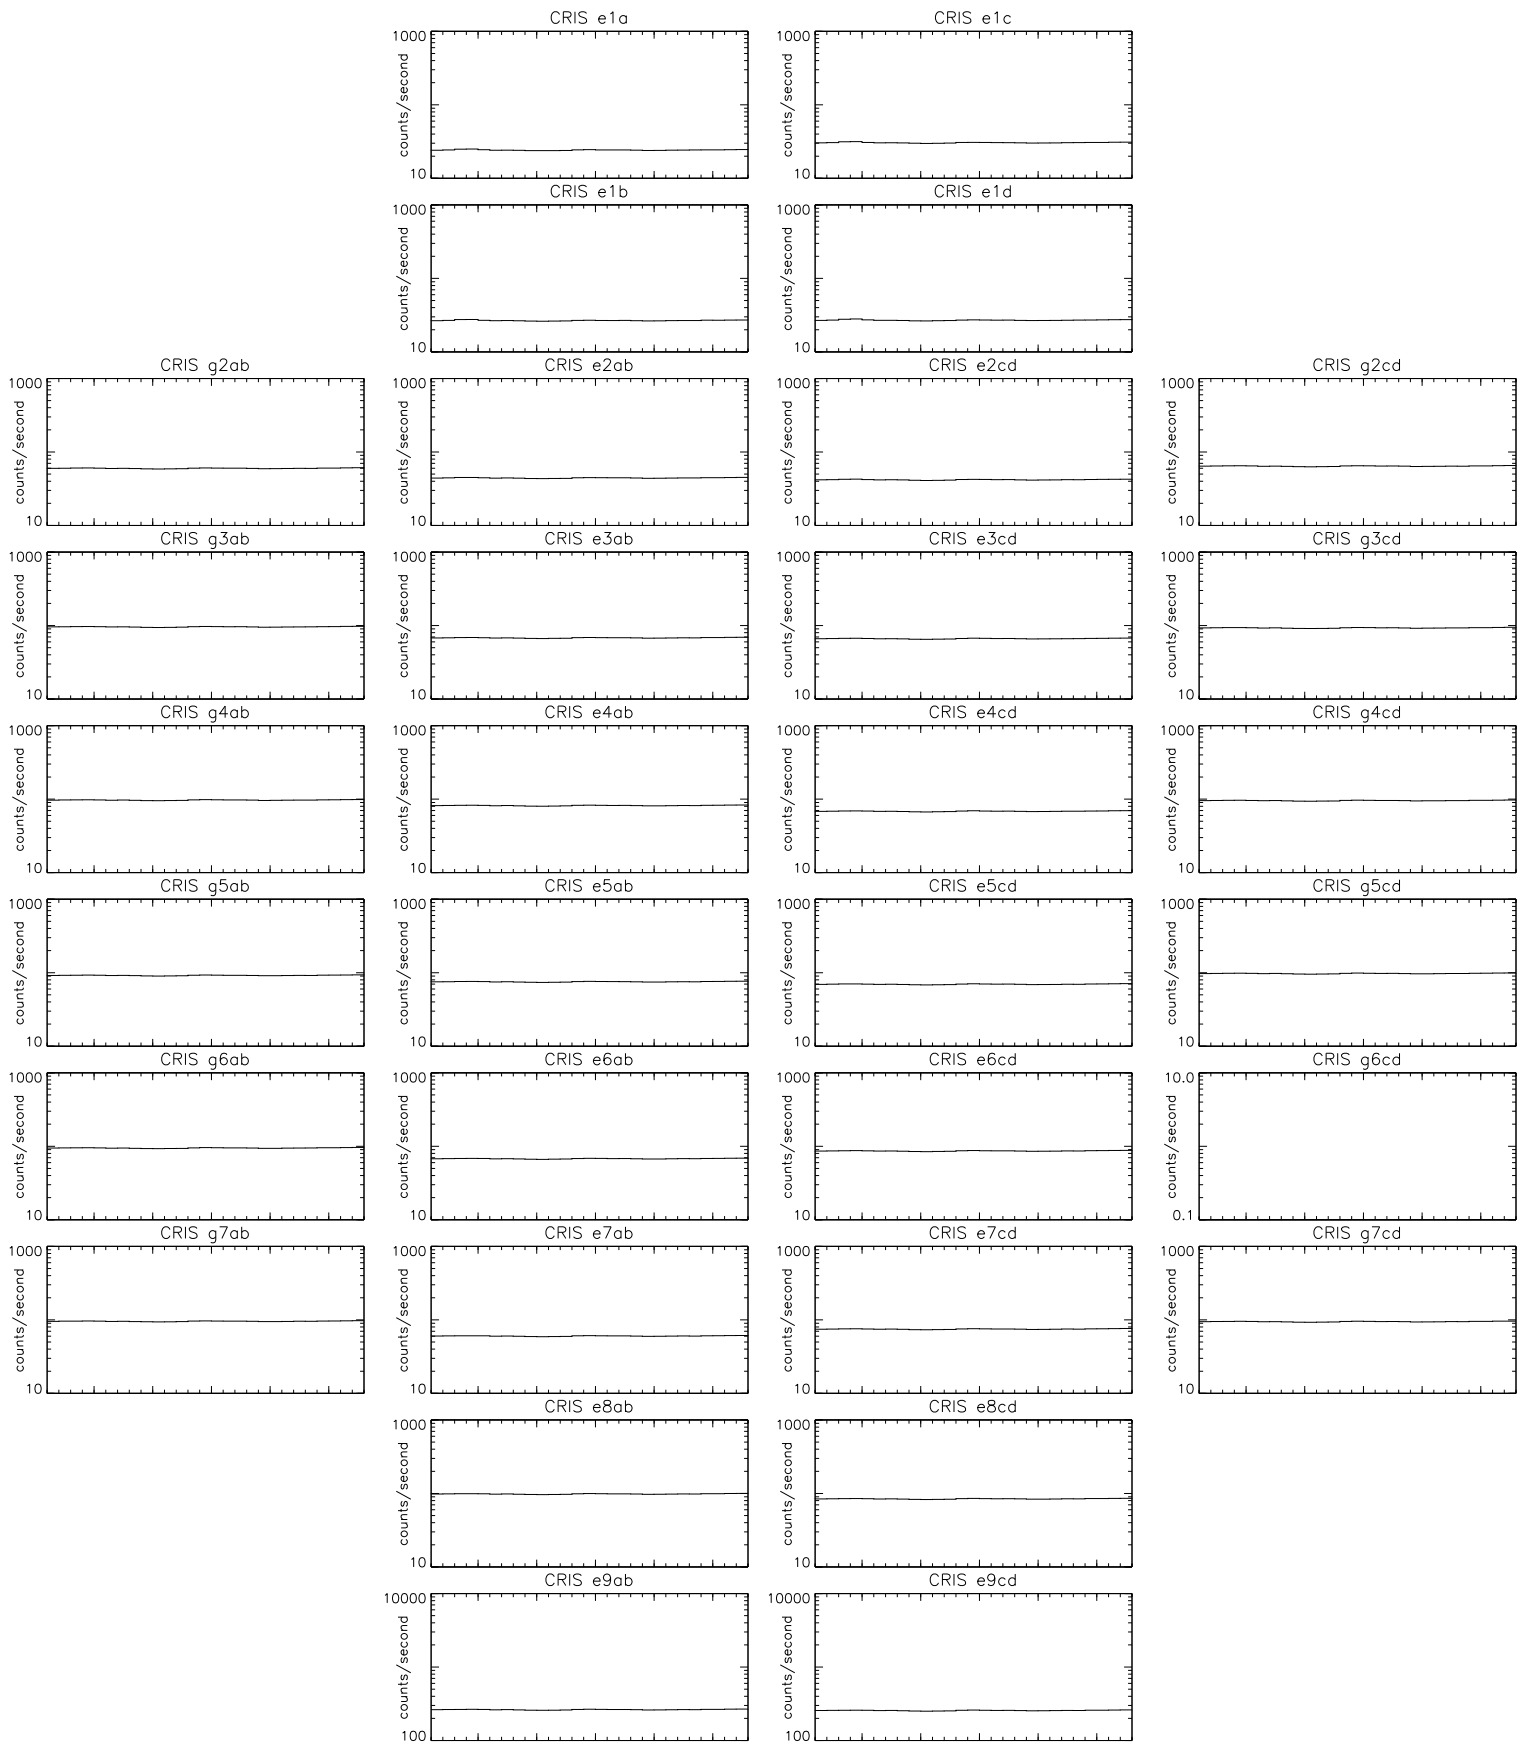 CRIS e1a
CRIS e1c
1000
counts/second
10
1000
counts/second
10
CRIS e1b
CRIS e1d
1000
counts/second
10
1000
counts/second
10
CRIS g2ab
CRIS e2ab
CRIS e2cd
CRIS g2cd
1000
counts/second
10
1000
counts/second
10
1000
counts/second
10
1000
counts/second
10
CRIS g3ab
CRIS e3ab
CRIS e3cd
CRIS g3cd
1000
counts/second
10
1000
counts/second
10
1000
counts/second
10
1000
counts/second
10
CRIS g4ab
CRIS e4ab
CRIS e4cd
CRIS g4cd
1000
counts/second
10
1000
counts/second
10
1000
counts/second
10
1000
counts/second
10
CRIS g5ab
CRIS e5ab
CRIS e5cd
CRIS g5cd
1000
counts/second
10
1000
counts/second
10
1000
counts/second
10
1000
counts/second
10
CRIS g6ab
CRIS e6ab
CRIS e6cd
CRIS g6cd
1000
counts/second
10
1000
counts/second
10
1000
counts/second
10
10.0
counts/second
0.1
CRIS g7ab
CRIS e7ab
CRIS e7cd
CRIS g7cd
1000
counts/second
10
1000
counts/second
10
1000
counts/second
10
1000
counts/second
10
CRIS e8ab
CRIS e8cd
1000
counts/second
10
1000
counts/second
10
CRIS e9ab
CRIS e9cd
10000
counts/second
100
10000
counts/second
100